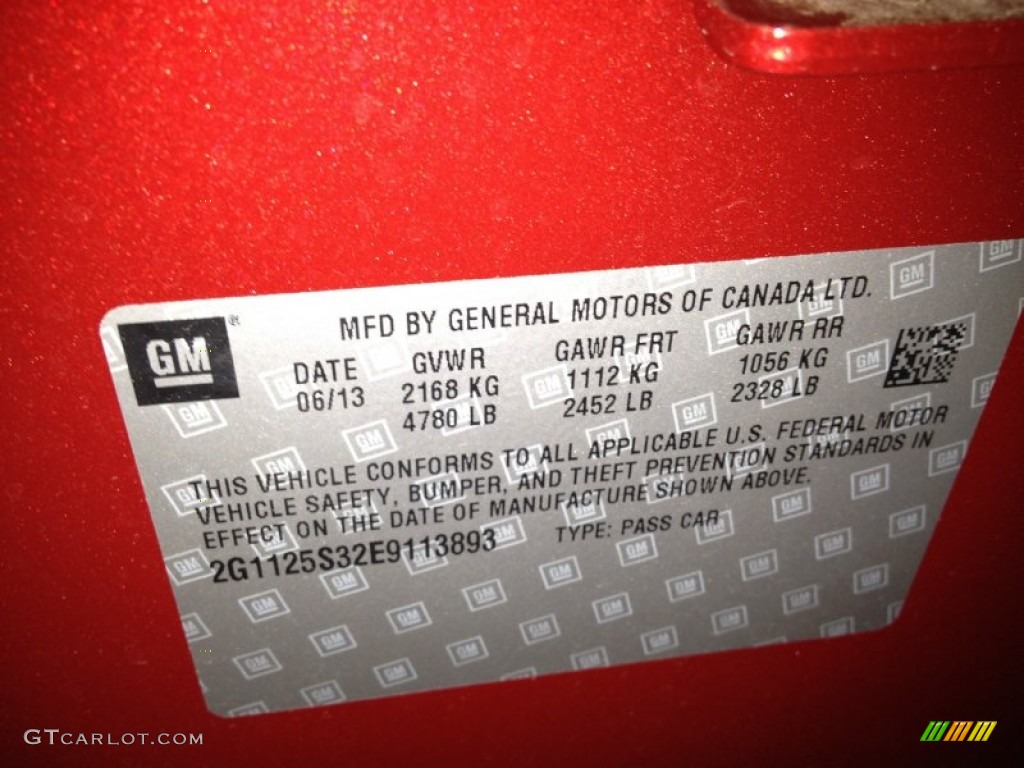 GM ®
MFD BY GENERAL MOTORS OF CANADA LTD.
DATE GVWR GAWR FRT GAWR RR
06/13 2168 KG 1112 KG 1056 KG
4780 LB 2452 LB 2328 LB
THIS VEHICLE CONFORMS TO ALL APPLICABLE U.S. FEDERAL MOTOR
VEHICLE SAFETY, BUMPER, AND THEFT PREVENTION STANDARDS IN
EFFECT ON THE DATE OF MANUFACTURE SHOWN ABOVE.
2G1125S32E9113893 TYPE: PASS CAR
GTCARLOT.COM